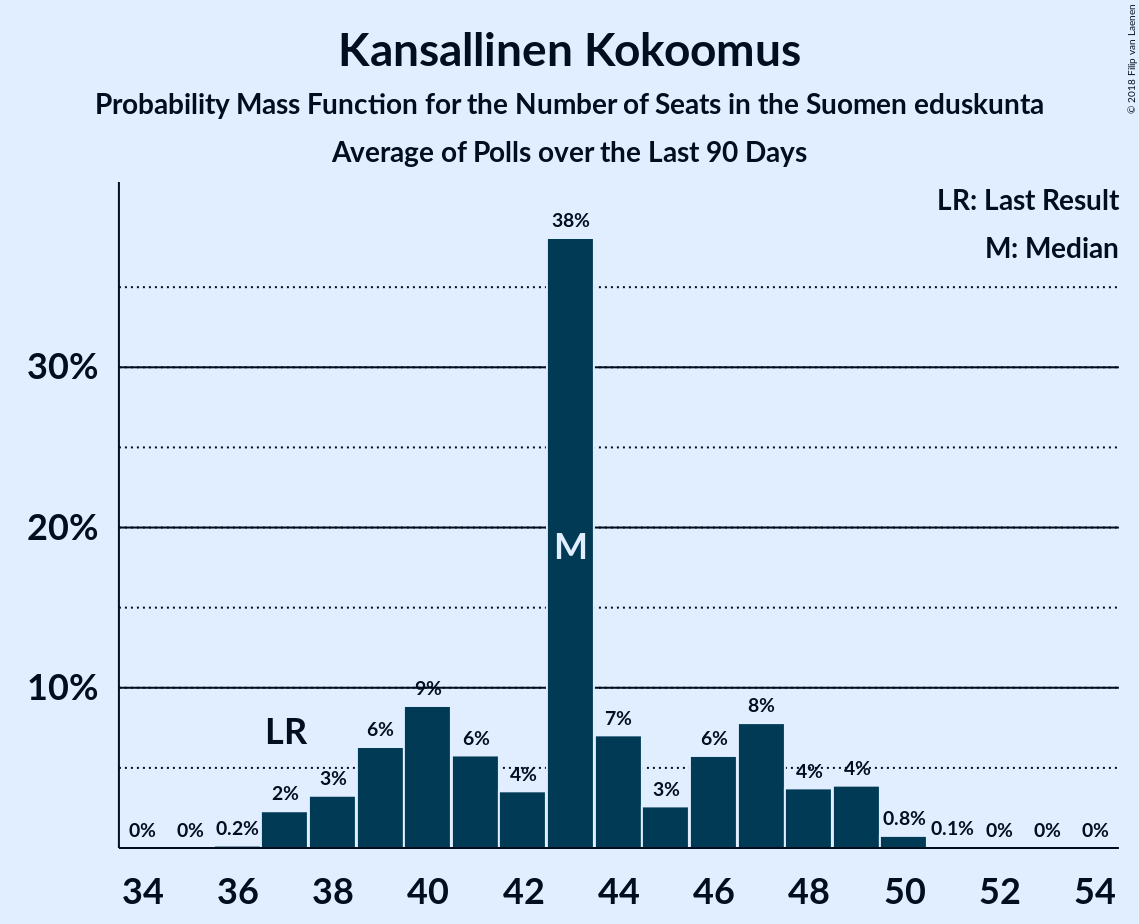 Kansallinen Kokoomus
Probability Mass Function for the Number of Seats in the Suomen eduskunta
Average of Polls over the Last 90 Days
© 2018 Filip van Laenen
LR: Last Result
M: Median
38%
30%
20%
M
10%
9%
8%
LR
7%
6%
6%
6%
4%
4%
4%
3%
3%
2%
0.8%
0% 0% 0.2% 0.1% 0% 0% 0%
34 36 38 40 42 44 46 48 50 52 54